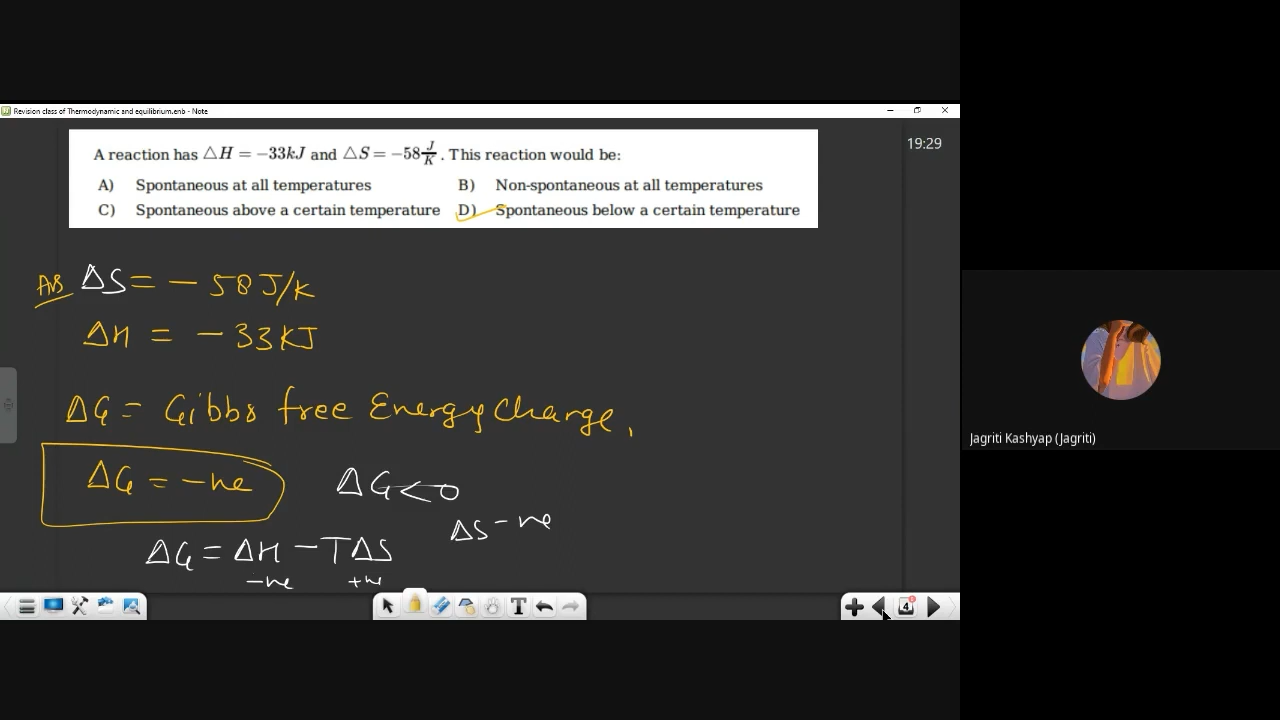 Revision class of Thermodynamic and equilibrium.enb - Note
19:29
A reaction has △H = −33kJ and △S = −58 J/K . This reaction would be:
A) Spontaneous at all temperatures B) Non-spontaneous at all temperatures
C) Spontaneous above a certain temperature D) Spontaneous below a certain temperature
ΔS = − 58 J/K
ΔH = − 33 KJ
ΔG = Gibbs free Energy Change,
ΔG = −ve ΔG < 0
ΔS −ve
ΔG = ΔH − TΔS
−ve +ve
T 4
Jagriti Kashyap (Jagriti)